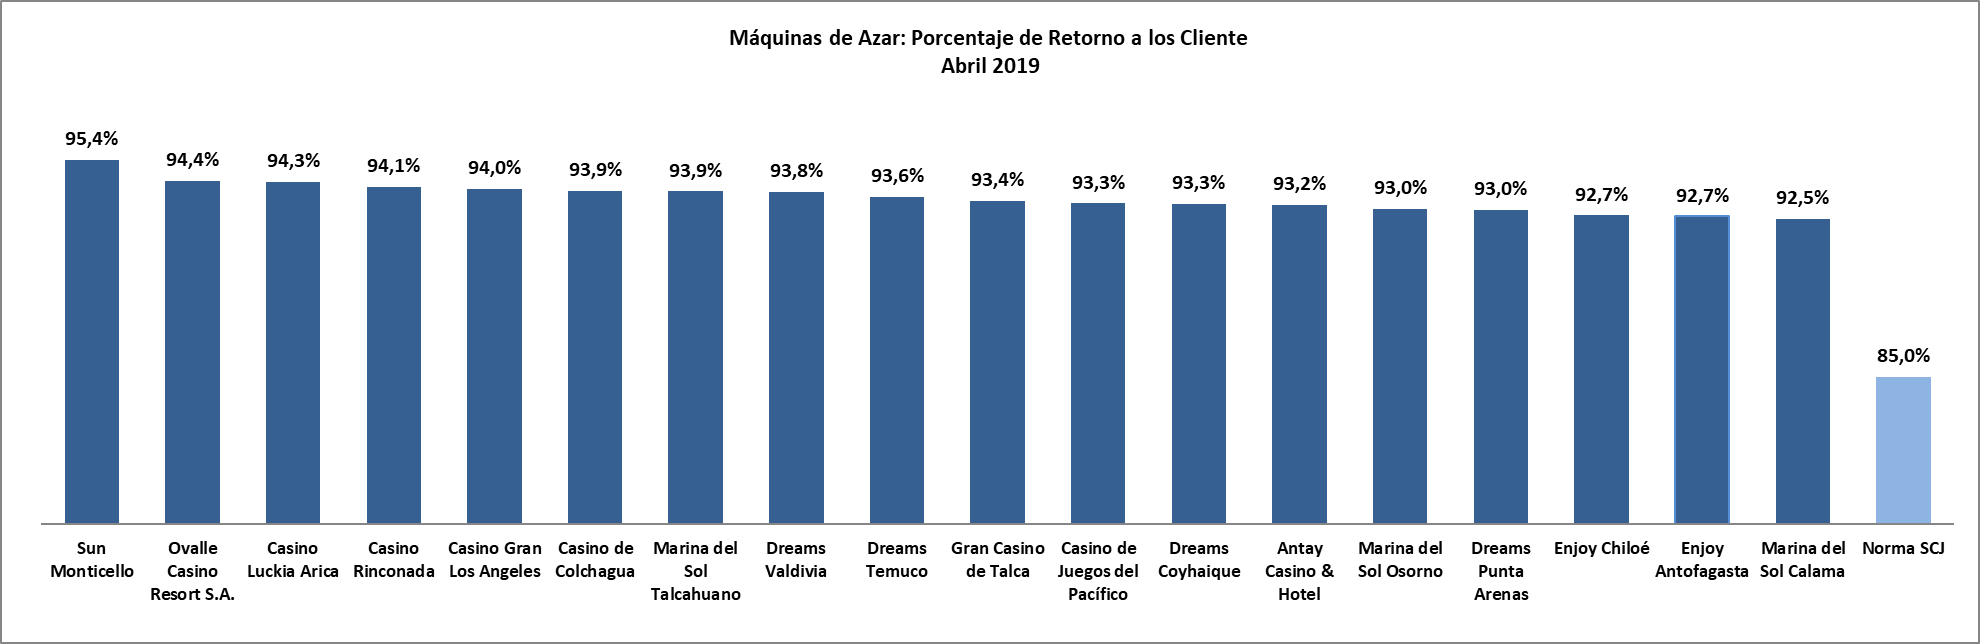 Máquinas de Azar: Porcentaje de Retorno a los Cliente
Abril 2019
95,4%
94,4%
94,3%
94,1%
94,0%
93,9%
93,9%
93,8%
93,6%
93,4%
93,3%
93,3%
93,2%
93,0%
93,0%
92,7%
92,7%
92,5%
85,0%
Sun
Monticello
Ovalle
Casino
Resort S.A.
Casino
Luckia Arica
Casino
Rinconada
Casino Gran
Los Angeles
Casino de
Colchagua
Marina del
Sol
Talcahuano
Dreams
Valdivia
Dreams
Temuco
Gran Casino
de Talca
Casino de
Juegos del
Pacífico
Dreams
Coyhaique
Antay
Casino &
Hotel
Marina del
Sol Osorno
Dreams
Punta
Arenas
Enjoy Chiloé
Enjoy
Antofagasta
Marina del
Sol Calama
Norma SCJ